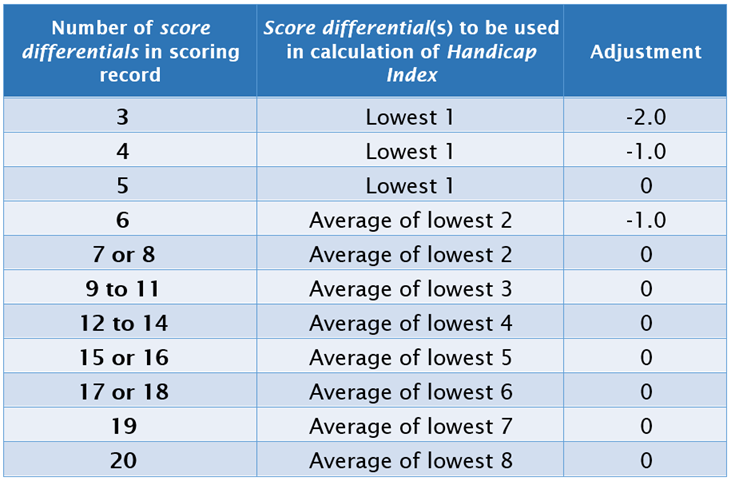 Number of score differentials in scoring record
Score differential(s) to be used in calculation of Handicap Index
Adjustment
3 Lowest 1 -2.0
4 Lowest 1 -1.0
5 Lowest 1 0
6 Average of lowest 2 -1.0
7 or 8 Average of lowest 2 0
9 to 11 Average of lowest 3 0
12 to 14 Average of lowest 4 0
15 or 16 Average of lowest 5 0
17 or 18 Average of lowest 6 0
19 Average of lowest 7 0
20 Average of lowest 8 0